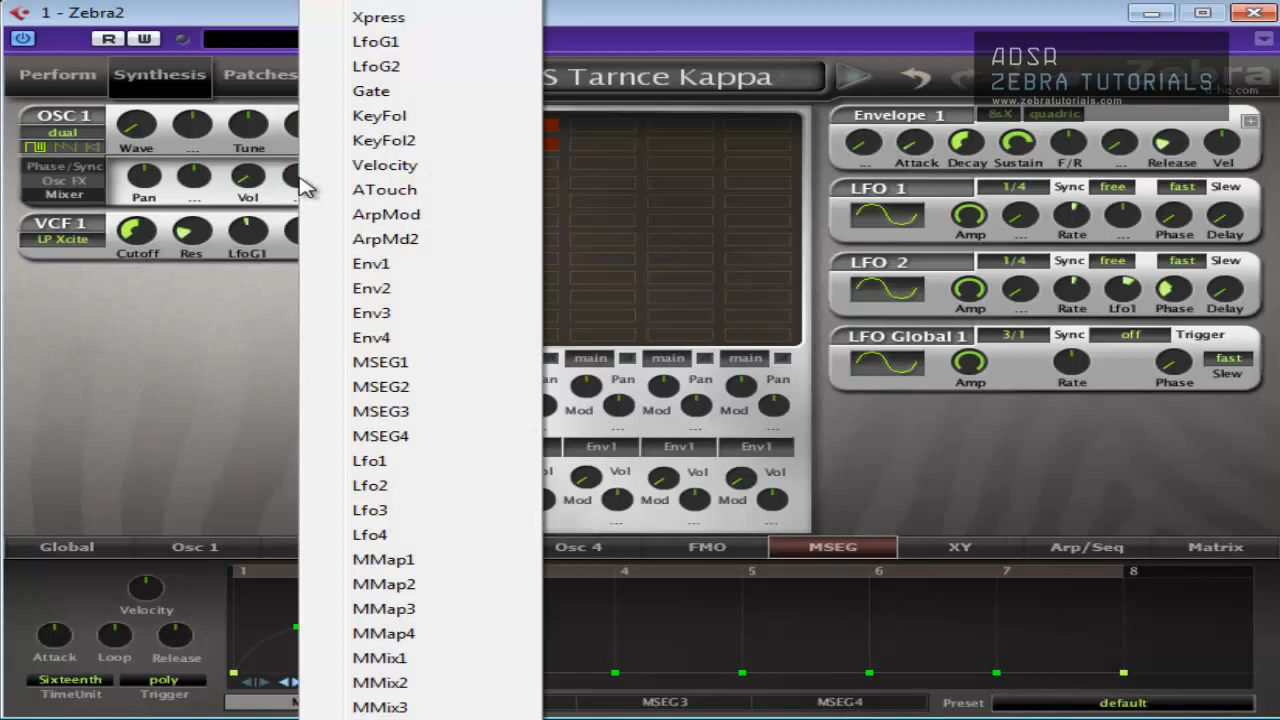 1 - Zebra2
R W
Perform Synthesis Patches
S Tarnce Kappa
ADSR
ZEBRA TUTORIALS
www.zebratutorials.com
OSC 1
dual
Wave ... Tune
Phase/Sync
Osc FX
Mixer
Pan ... Vol
VCF 1
LP Xcite
Cutoff Res LfoG1
Xpress
LfoG1
LfoG2
Gate
KeyFol
KeyFol2
Velocity
ATouch
ArpMod
ArpMd2
Env1
Env2
Env3
Env4
MSEG1
MSEG2
MSEG3
MSEG4
Lfo1
Lfo2
Lfo3
Lfo4
MMap1
MMap2
MMap3
MMap4
MMix1
MMix2
MMix3
main main main
Pan Pan Pan
Mod Mod Mod
... ... ...
Env1 Env1 Env1
Vol Vol Vol
Mod Mod Mod
... ... ...
Envelope 1 8sX quadric
... Attack Decay Sustain F/R ... Release Vel
LFO 1 1/4 Sync free fast Slew
Amp ... Rate ... Phase Delay
LFO 2 1/4 Sync free fast Slew
Amp ... Rate Lfo1 Phase Delay
LFO Global 1 3/1 Sync off Trigger
fast
Slew
Amp Rate Phase
Global Osc 1 Osc 4 FMO MSEG XY Arp/Seq Matrix
1 4 5 6 7 8
Velocity
Attack Loop Release
Sixteenth poly
TimeUnit Trigger
MSEG3 MSEG4 Preset default